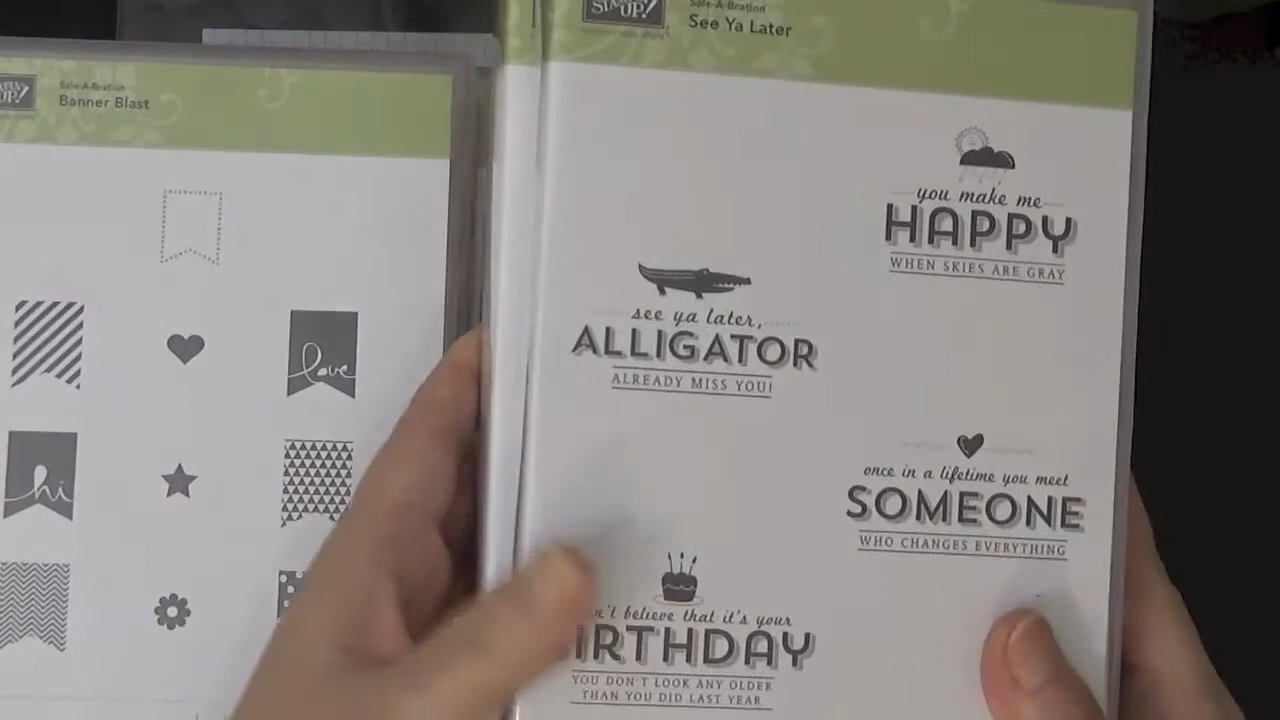 Sale-A-Bration
Banner Blast
love
hi
STAMPIN'
UP!
Sale-A-Bration
See Ya Later
you make me
HAPPY
WHEN SKIES ARE GRAY
see ya later,
ALLIGATOR
ALREADY MISS YOU!
once in a lifetime you meet
SOMEONE
WHO CHANGES EVERYTHING
believe that it's your
IRTHDAY
YOU DON'T LOOK ANY OLDER
THAN YOU DID LAST YEAR